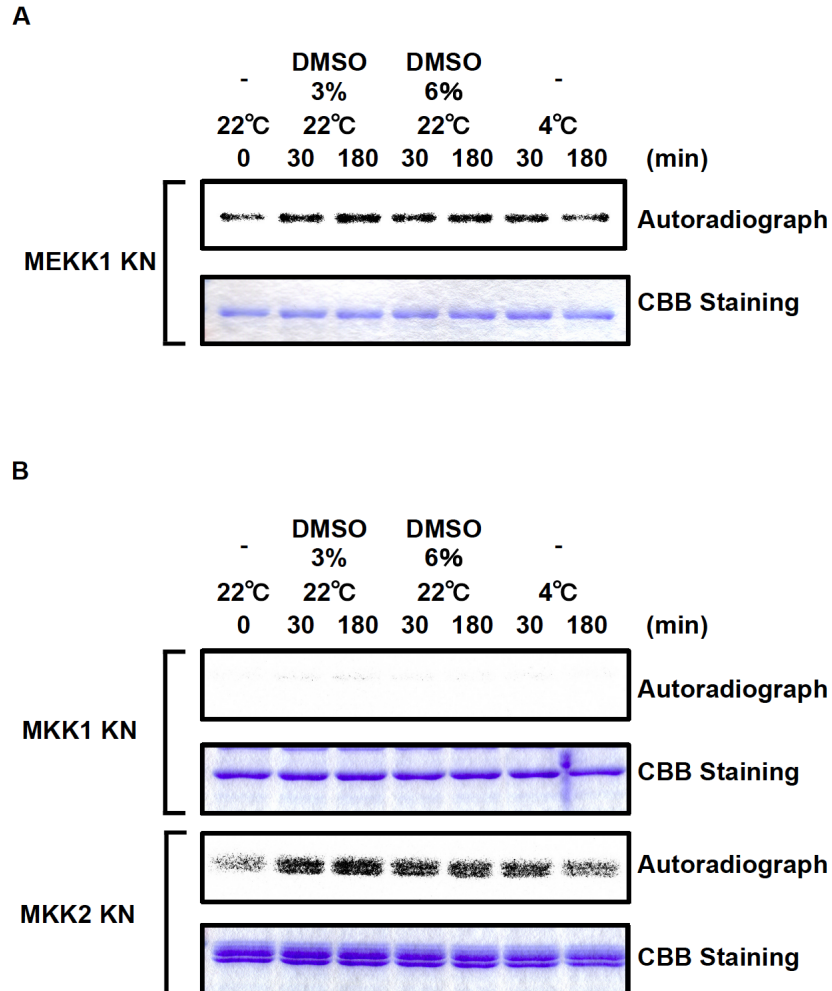 A
- DMSO DMSO -
3% 6%
22℃ 22℃ 22℃ 4℃
0 30 180 30 180 30 180 (min)
Autoradiograph
MEKK1 KN
CBB Staining
B
- DMSO DMSO -
3% 6%
22℃ 22℃ 22℃ 4℃
0 30 180 30 180 30 180 (min)
Autoradiograph
MKK1 KN
CBB Staining
Autoradiograph
MKK2 KN
CBB Staining